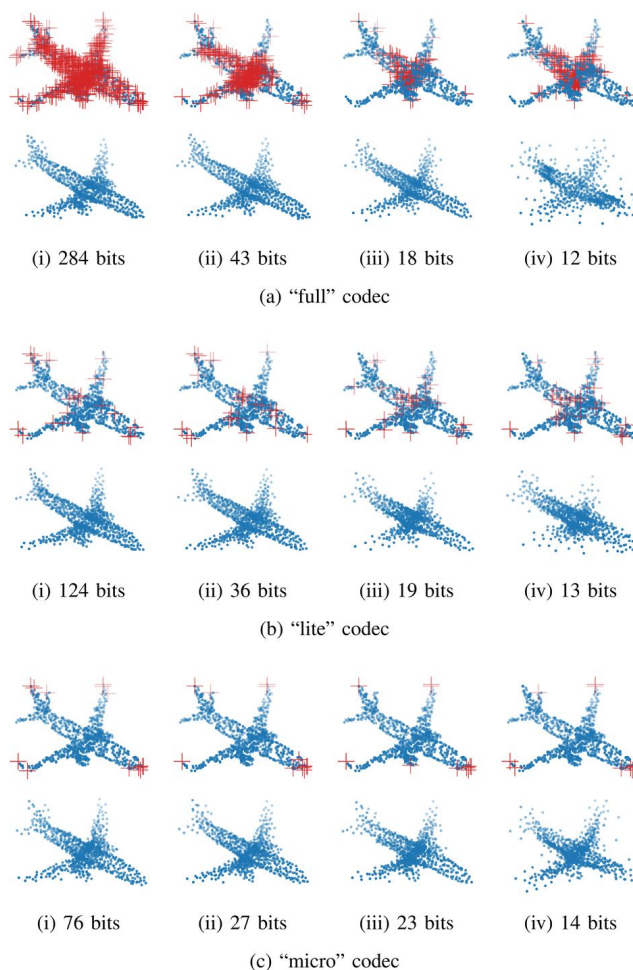 (i) 284 bits (ii) 43 bits (iii) 18 bits (iv) 12 bits
(a) “full” codec
(i) 124 bits (ii) 36 bits (iii) 19 bits (iv) 13 bits
(b) “lite” codec
(i) 76 bits (ii) 27 bits (iii) 23 bits (iv) 14 bits
(c) “micro” codec